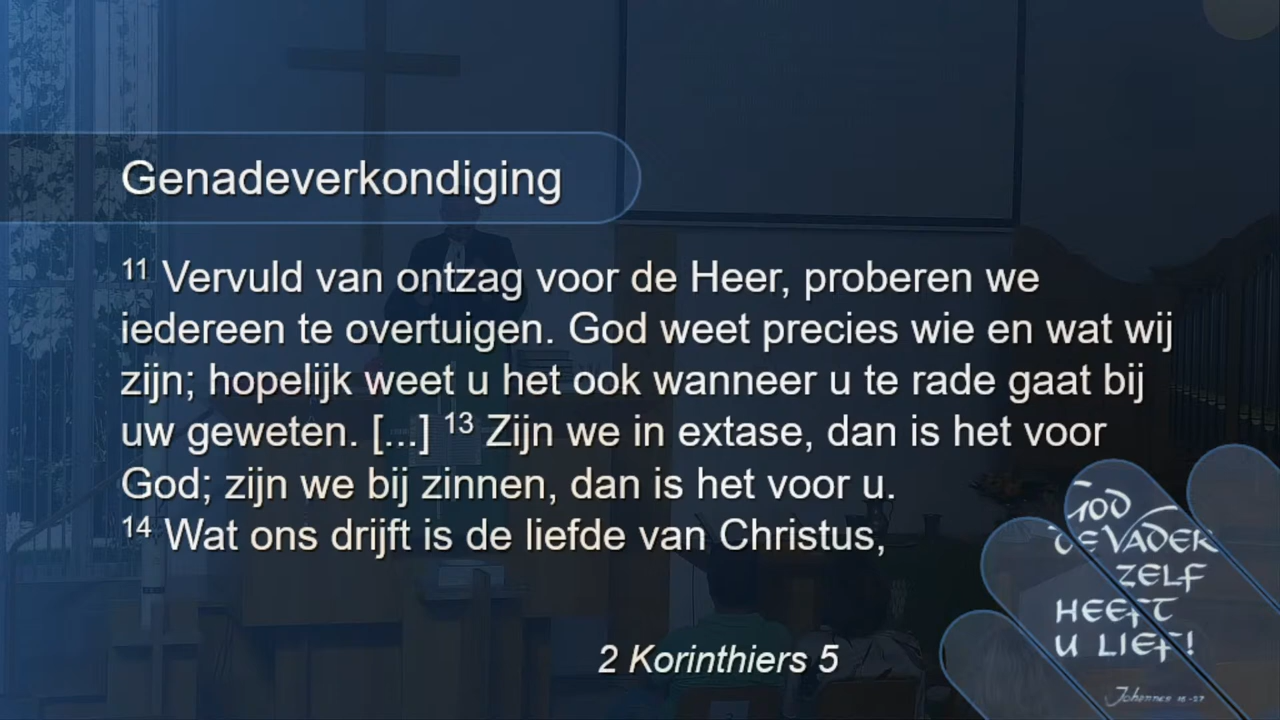 Genadeverkondiging
¹¹ Vervuld van ontzag voor de Heer, proberen we
iedereen te overtuigen. God weet precies wie en wat wij
zijn; hopelijk weet u het ook wanneer u te rade gaat bij
uw geweten. [...] ¹³ Zijn we in extase, dan is het voor
God; zijn we bij zinnen, dan is het voor u.
¹⁴ Wat ons drijft is de liefde van Christus,
2 Korinthiers 5
GOD
DE VADER
ZELF
HEEFT
U LIEF!
Johannes 16-27